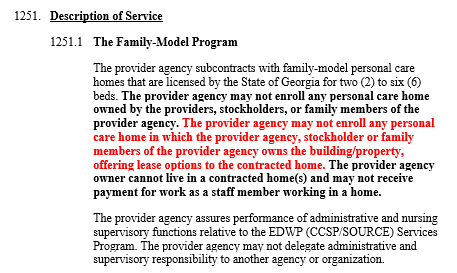 1251. Description of Service
1251.1 The Family-Model Program
The provider agency subcontracts with family-model personal care
homes that are licensed by the State of Georgia for two (2) to six (6)
beds. The provider agency may not enroll any personal care home
owned by the providers, stockholders, or family members of the
provider agency. The provider agency may not enroll any personal
care home in which the provider agency, stockholder or family
members of the provider agency owns the building/property,
offering lease options to the contracted home. The provider agency
owner cannot live in a contracted home(s) and may not receive
payment for work as a staff member working in a home.
The provider agency assures performance of administrative and nursing
supervisory functions relative to the EDWP (CCSP/SOURCE) Services
Program. The provider agency may not delegate administrative and
supervisory responsibility to another agency or organization.